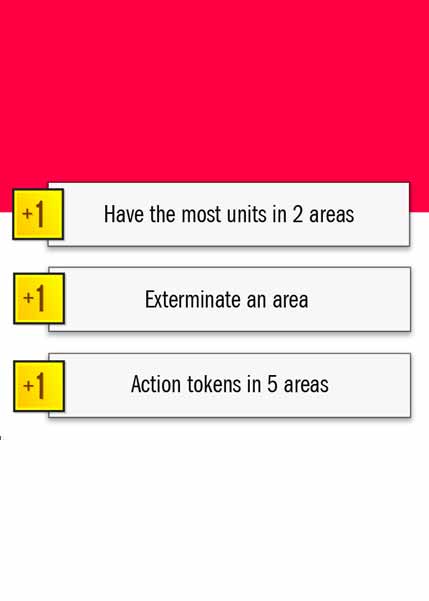 +1 Have the most units in 2 areas
+1 Exterminate an area
+1 Action tokens in 5 areas